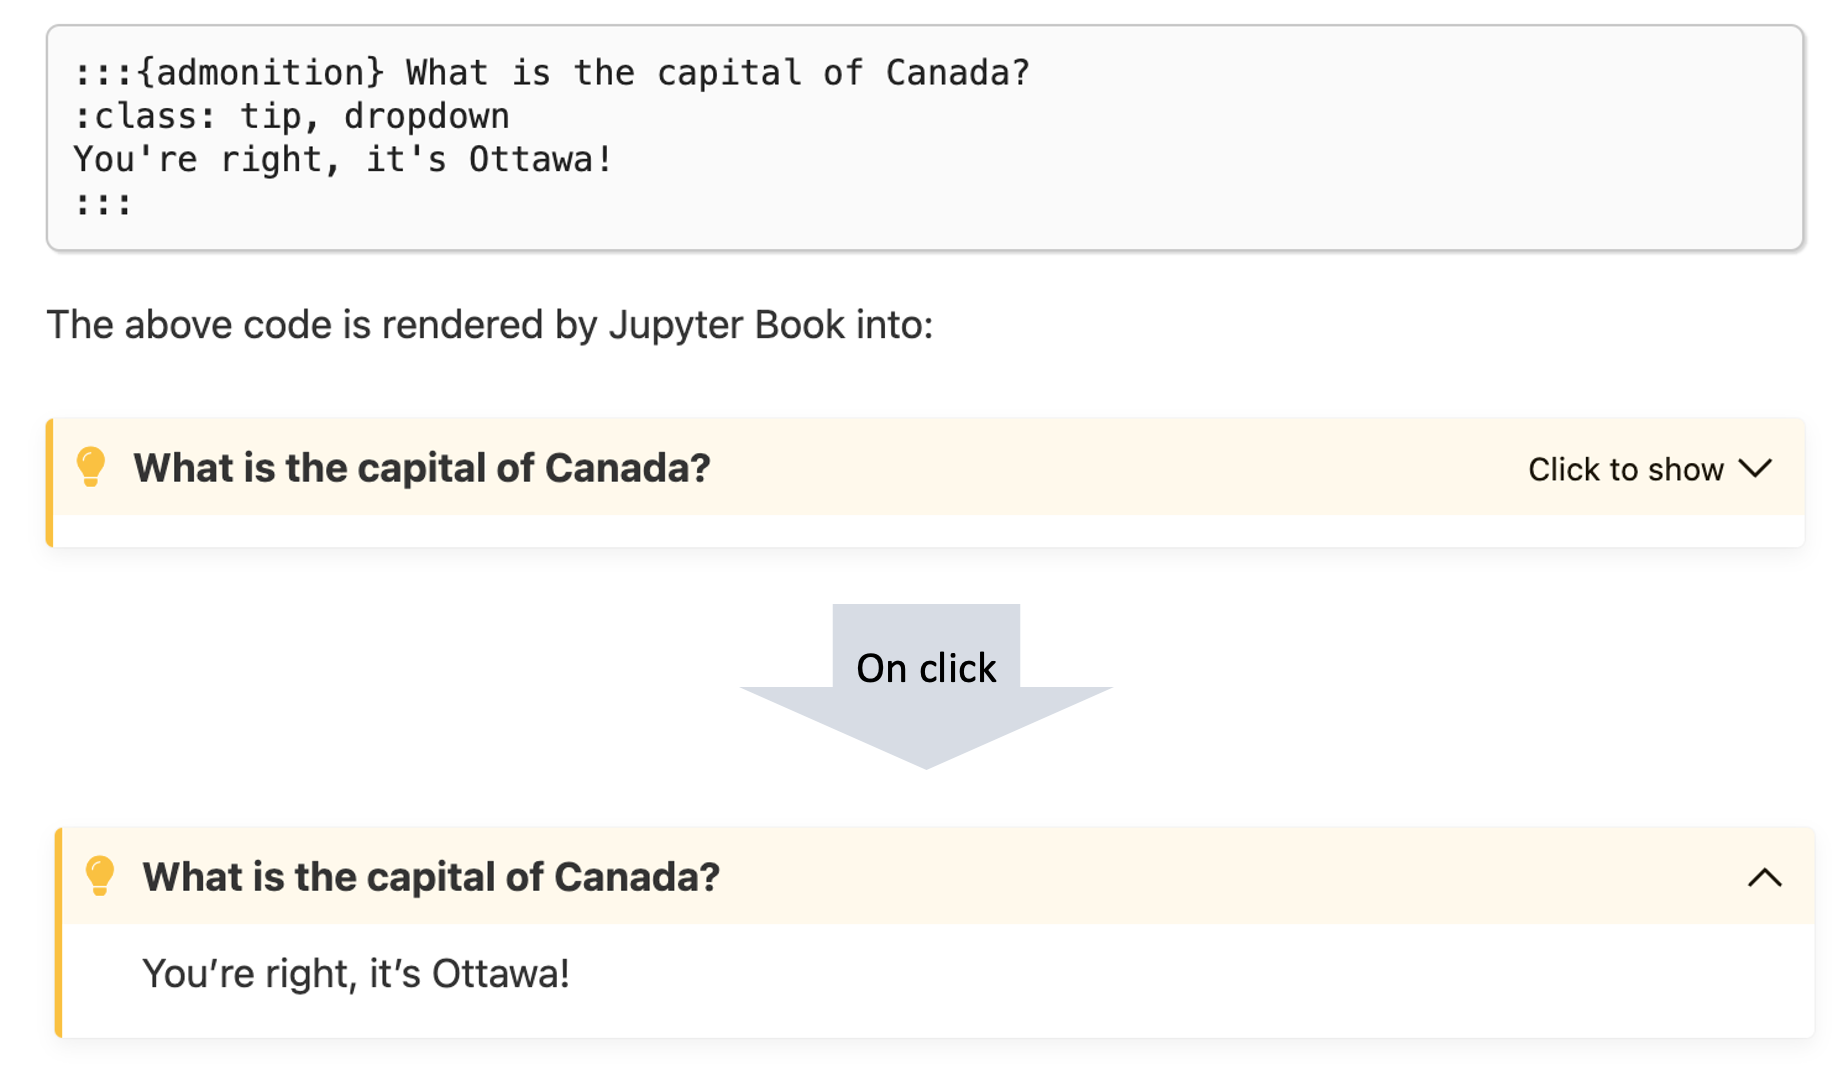 :::{admonition} What is the capital of Canada?
:class: tip, dropdown
You're right, it's Ottawa!
:::
The above code is rendered by Jupyter Book into:
What is the capital of Canada? Click to show
On click
What is the capital of Canada?
You’re right, it’s Ottawa!